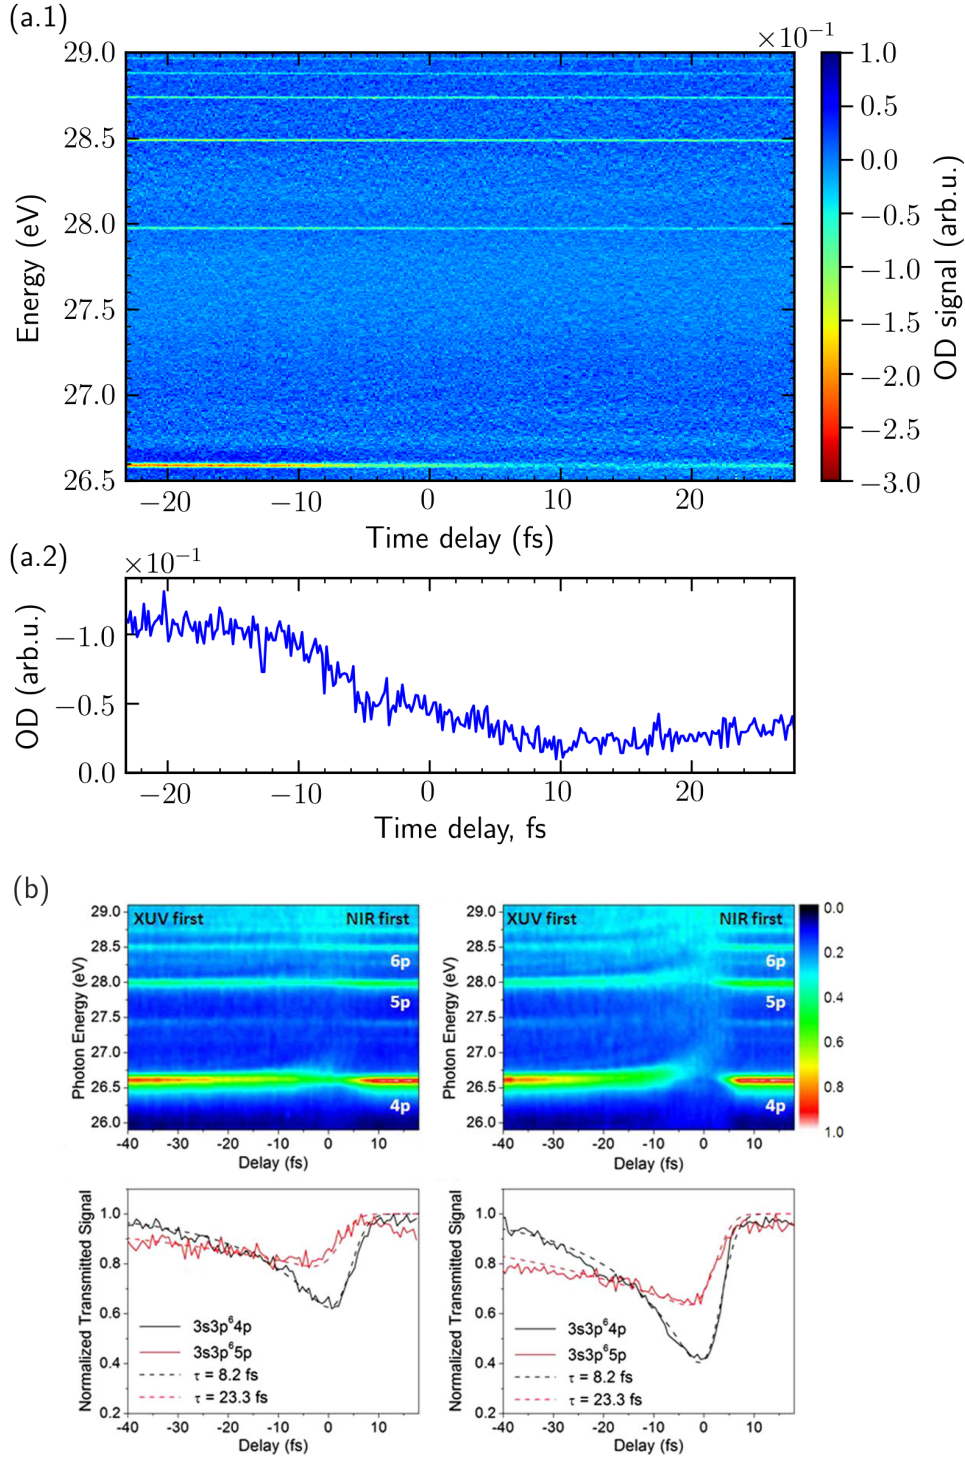 (a.1)
×10⁻¹
29.0
28.5
28.0
27.5
27.0
26.5
Energy (eV)
−20
−10
0
10
20
Time delay (fs)
1.0
0.5
0.0
−0.5
−1.0
−1.5
−2.0
−2.5
−3.0
OD signal (arb.u.)
(a.2)
×10⁻¹
−1.0
−0.5
0.0
OD (arb.u.)
−20
−10
0
10
20
Time delay, fs
(b)
XUV first
NIR first
6p
5p
4p
29.0
28.5
28.0
27.5
27.0
26.5
26.0
Photon Energy (eV)
-40
-30
-20
-10
0
10
Delay (fs)
XUV first
NIR first
6p
5p
4p
29.0
28.5
28.0
27.5
27.0
26.5
26.0
Photon Energy (eV)
-40
-30
-20
-10
0
10
Delay (fs)
0.0
0.2
0.4
0.6
0.8
1.0
1.0
0.8
0.6
0.4
0.2
Normalized Transmitted Signal
3s3p⁶4p
3s3p⁶5p
τ = 8.2 fs
τ = 23.3 fs
-40
-30
-20
-10
0
10
Delay (fs)
1.0
0.8
0.6
0.4
0.2
Normalized Transmitted Signal
3s3p⁶4p
3s3p⁶5p
τ = 8.2 fs
τ = 23.3 fs
-40
-30
-20
-10
0
10
Delay (fs)